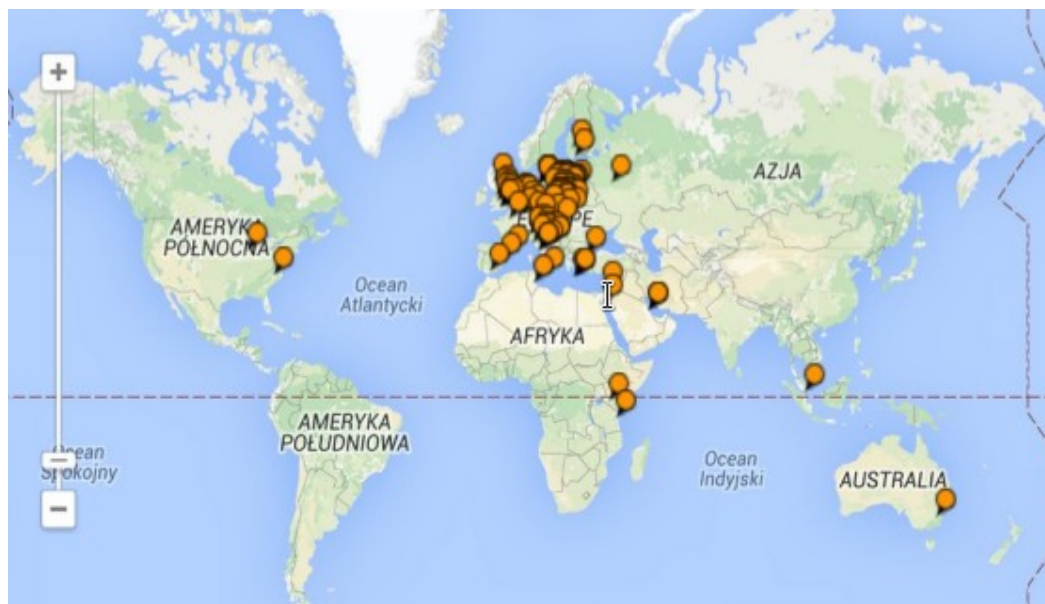 AZJA
AMERYKA
PÓŁNOCNA
Ocean
Atlantycki
AFRYKA
AMERYKA
POŁUDNIOWA
Ocean
Spokojny
Ocean
Indyjski
AUSTRALIA